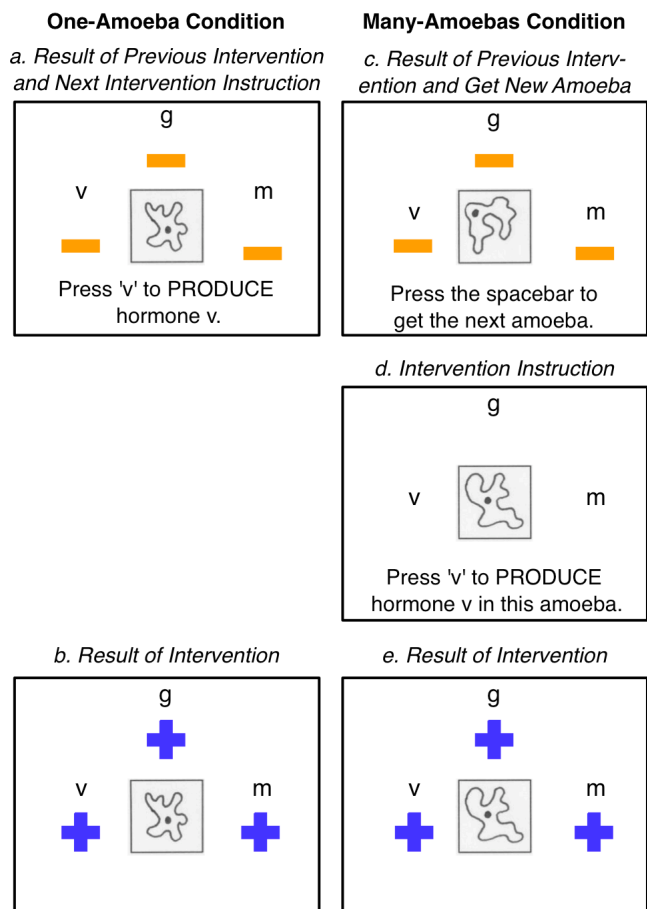 One-Amoeba Condition
a. Result of Previous Intervention
and Next Intervention Instruction
g
v
m
Press 'v' to PRODUCE
hormone v.
b. Result of Intervention
g
v
m
Many-Amoebas Condition
c. Result of Previous Interv-
ention and Get New Amoeba
g
v
m
Press the spacebar to
get the next amoeba.
d. Intervention Instruction
g
v
m
Press 'v' to PRODUCE
hormone v in this amoeba.
e. Result of Intervention
g
v
m